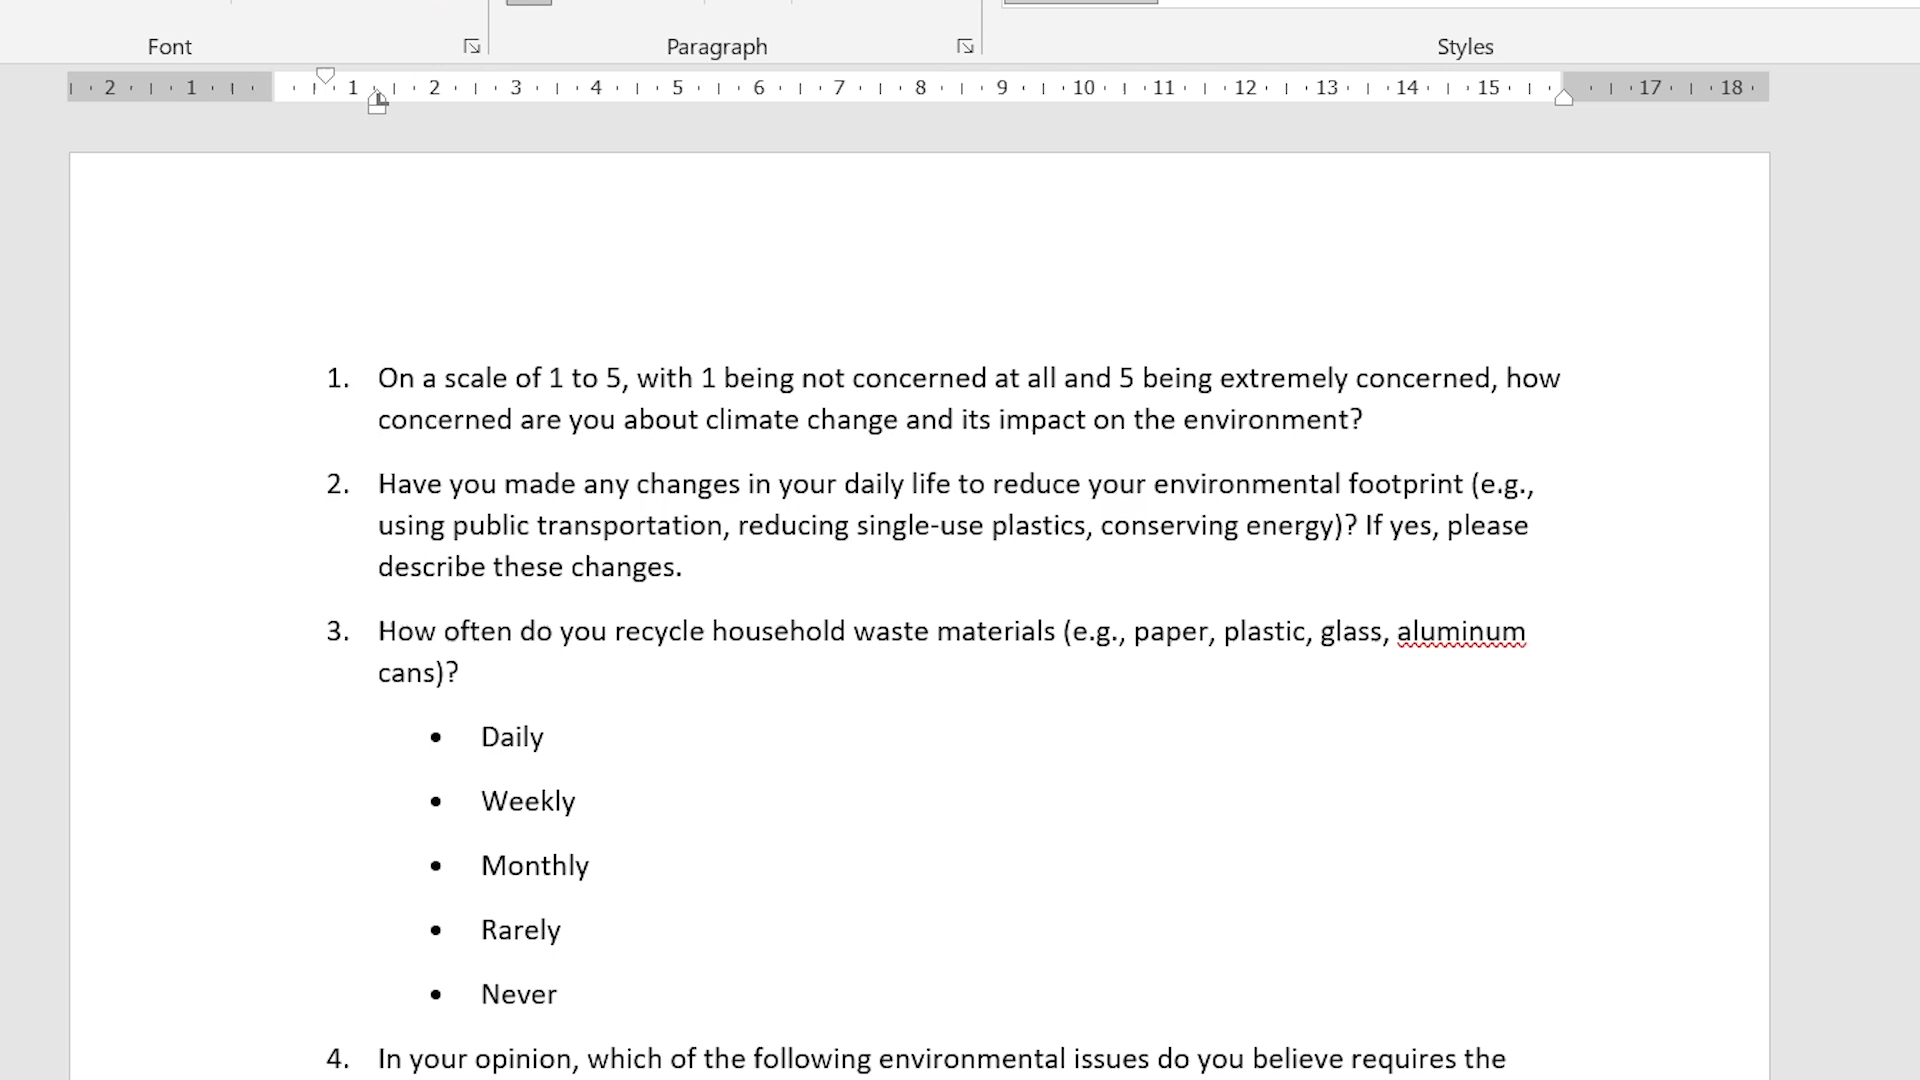 Font
Paragraph
Styles
2 1 1 2 3 4 5 6 7 8 9 10 11 12 13 14 15 17 18
1. On a scale of 1 to 5, with 1 being not concerned at all and 5 being extremely concerned, how
concerned are you about climate change and its impact on the environment?
2. Have you made any changes in your daily life to reduce your environmental footprint (e.g.,
using public transportation, reducing single-use plastics, conserving energy)? If yes, please
describe these changes.
3. How often do you recycle household waste materials (e.g., paper, plastic, glass, aluminum
cans)?
• Daily
• Weekly
• Monthly
• Rarely
• Never
4. In your opinion, which of the following environmental issues do you believe requires the